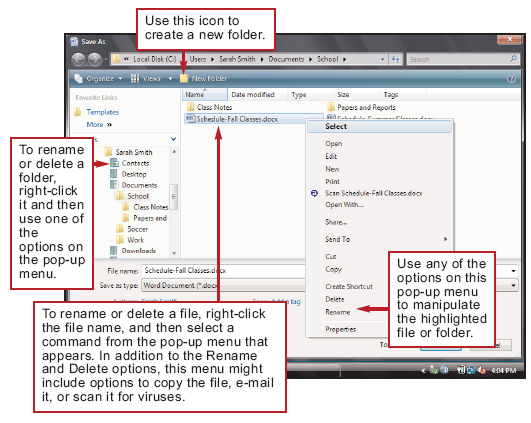 Use this icon to
create a new folder.
Save As
Local Disk (C:) Users Sarah Smith Documents School
Search
Organize Views New Folder
Favorite Links
Templates
More »
Name Date modified Type Size Tags
Class Notes
Papers and Reports
Schedule-Fall Classes.docx
Select
Open
Edit
New
Print
Scan Schedule-Fall Classes.docx
Open With...
Share...
Send To
Cut
Copy
Create Shortcut
Delete
Rename
Properties
Sarah Smith
Contacts
Desktop
Documents
School
Class Notes
Papers and
Soccer
Work
Downloads
To rename
or delete a
folder,
right-click
it and then
use one of
the
options on
the pop-up
menu.
File name: Schedule-Fall Classes.docx
Save as type: Word Document (*.docx
Use any of the
options on this
pop-up menu
to manipulate
the highlighted
file or folder.
To rename or delete a file, right-click
the file name, and then select a
command from the pop-up menu that
appears. In addition to the Rename
and Delete options, this menu might
include options to copy the file, e-mail
it, or scan it for viruses.
4:04 PM